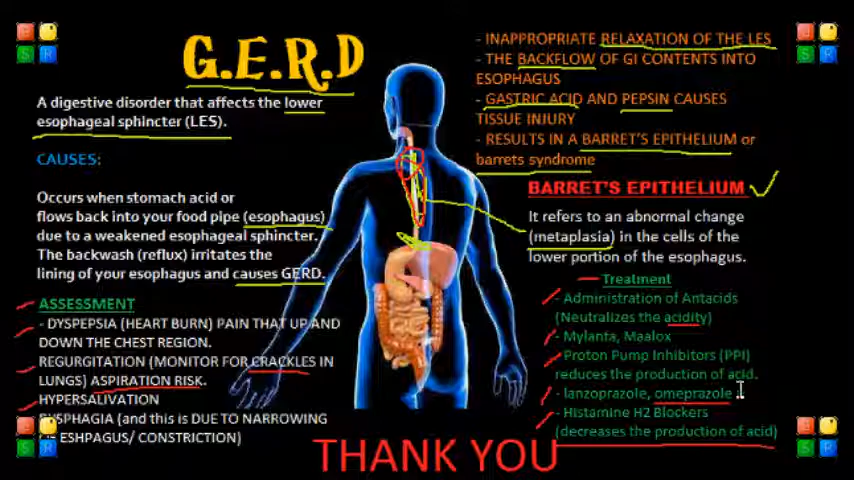 G.E.R.D
A digestive disorder that affects the lower
esophageal sphincter (LES).
CAUSES:
Occurs when stomach acid or
flows back into your food pipe (esophagus)
due to a weakened esophageal sphincter.
The backwash (reflux) irritates the
lining of your esophagus and causes GERD.
ASSESSMENT
- DYSPEPSIA (HEART BURN) PAIN THAT UP AND
DOWN THE CHEST REGION.
REGURGITATION (MONITOR FOR CRACKLES IN
LUNGS) ASPIRATION RISK.
HYPERSALIVATION
DYSPHAGIA (and this is DUE TO NARROWING
OF ESHPAGUS/ CONSTRICTION)
- INAPPROPRIATE RELAXATION OF THE LES
- THE BACKFLOW OF GI CONTENTS INTO
ESOPHAGUS
- GASTRIC ACID AND PEPSIN CAUSES
TISSUE INJURY
- RESULTS IN A BARRET'S EPITHELIUM or
barrets syndrome
BARRET'S EPITHELIUM
It refers to an abnormal change
(metaplasia) in the cells of the
lower portion of the esophagus.
Treatment
- Administration of Antacids
(Neutralizes the acidity)
- Mylanta, Maalox
- Proton Pump Inhibitors (PPI)
reduces the production of acid.
- lanzoprazole, omeprazole
- Histamine H2 Blockers
(decreases the production of acid)
THANK YOU